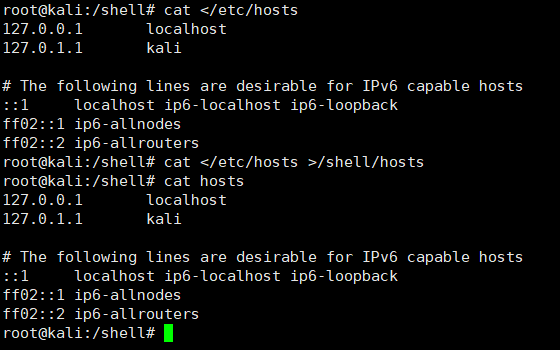 root@kali:/shell# cat </etc/hosts
127.0.0.1       localhost
127.0.1.1       kali

# The following lines are desirable for IPv6 capable hosts
::1     localhost ip6-localhost ip6-loopback
ff02::1 ip6-allnodes
ff02::2 ip6-allrouters
root@kali:/shell# cat </etc/hosts >/shell/hosts
root@kali:/shell# cat hosts
127.0.0.1       localhost
127.0.1.1       kali

# The following lines are desirable for IPv6 capable hosts
::1     localhost ip6-localhost ip6-loopback
ff02::1 ip6-allnodes
ff02::2 ip6-allrouters
root@kali:/shell#